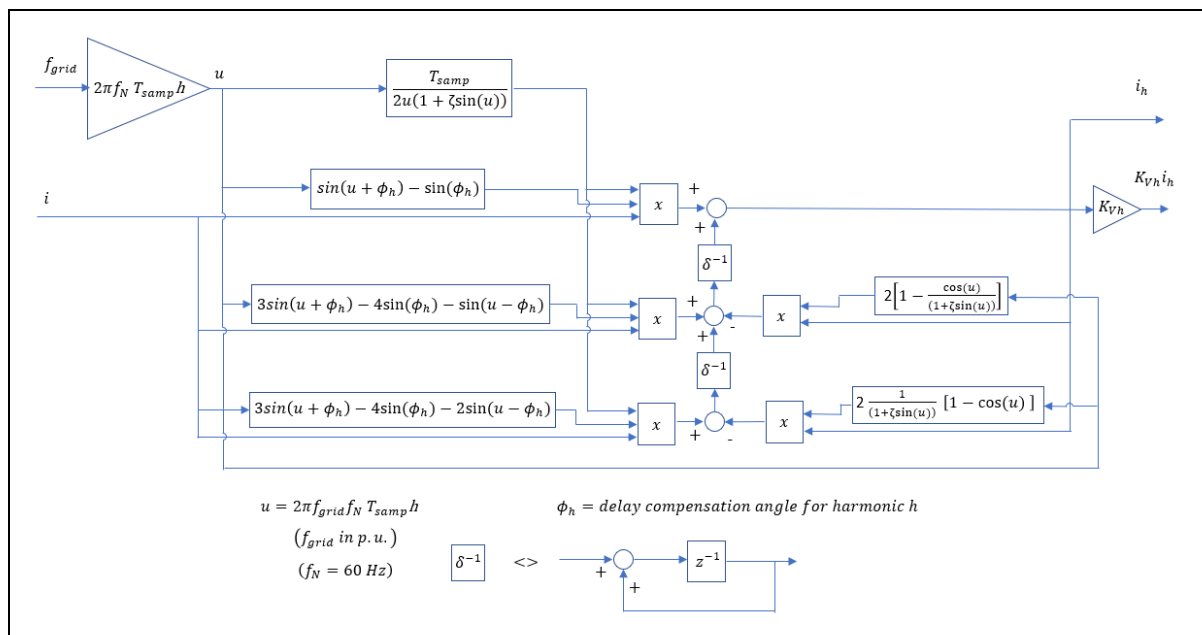 f_grid
2πf_N T_samp h
u
T_samp / 2u(1 + ζsin(u))
i_h
i
sin(u + ϕ_h) − sin(ϕ_h)
x
+
+
K_Vh
K_Vh i_h
δ⁻¹
3sin(u + ϕ_h) − 4sin(ϕ_h) − sin(u − ϕ_h)
x
+
+
-
x
2[1 − cos(u) / (1+ζsin(u))]
δ⁻¹
3sin(u + ϕ_h) − 4sin(ϕ_h) − 2sin(u − ϕ_h)
x
+
-
x
2 1 / (1+ζsin(u)) [1 − cos(u) ]
u = 2πf_grid f_N T_samp h
ϕ_h = delay compensation angle for harmonic h
(f_grid in p.u.)
(f_N = 60 Hz)
δ⁻¹
<>
+
+
z⁻¹